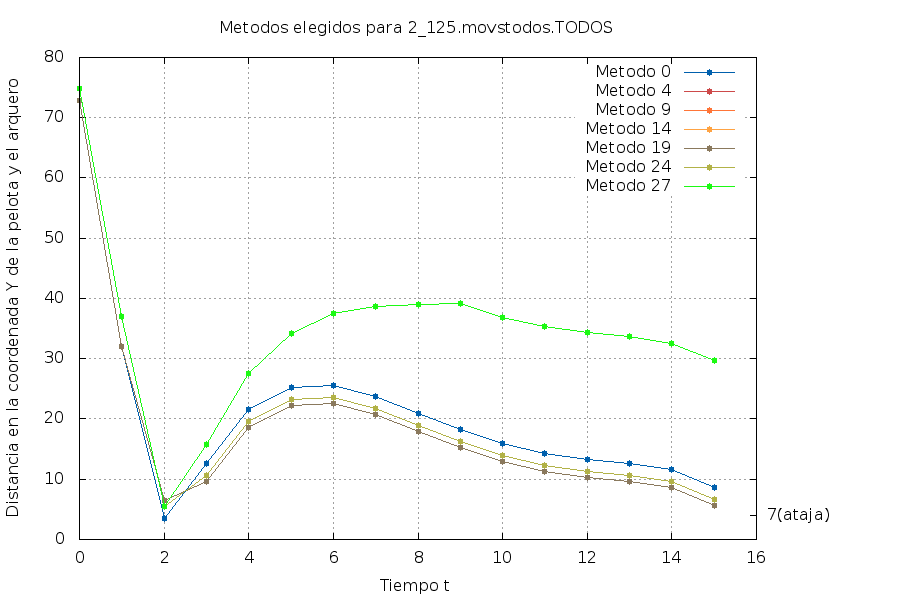 Metodos elegidos para 2_125.movstodos.TODOS
Distancia en la coordenada Y de la pelota y el arquero
80
70
60
50
40
30
20
10
0
Metodo 0
Metodo 4
Metodo 9
Metodo 14
Metodo 19
Metodo 24
Metodo 27
7(ataja)
0 2 4 6 8 10 12 14 16
Tiempo t